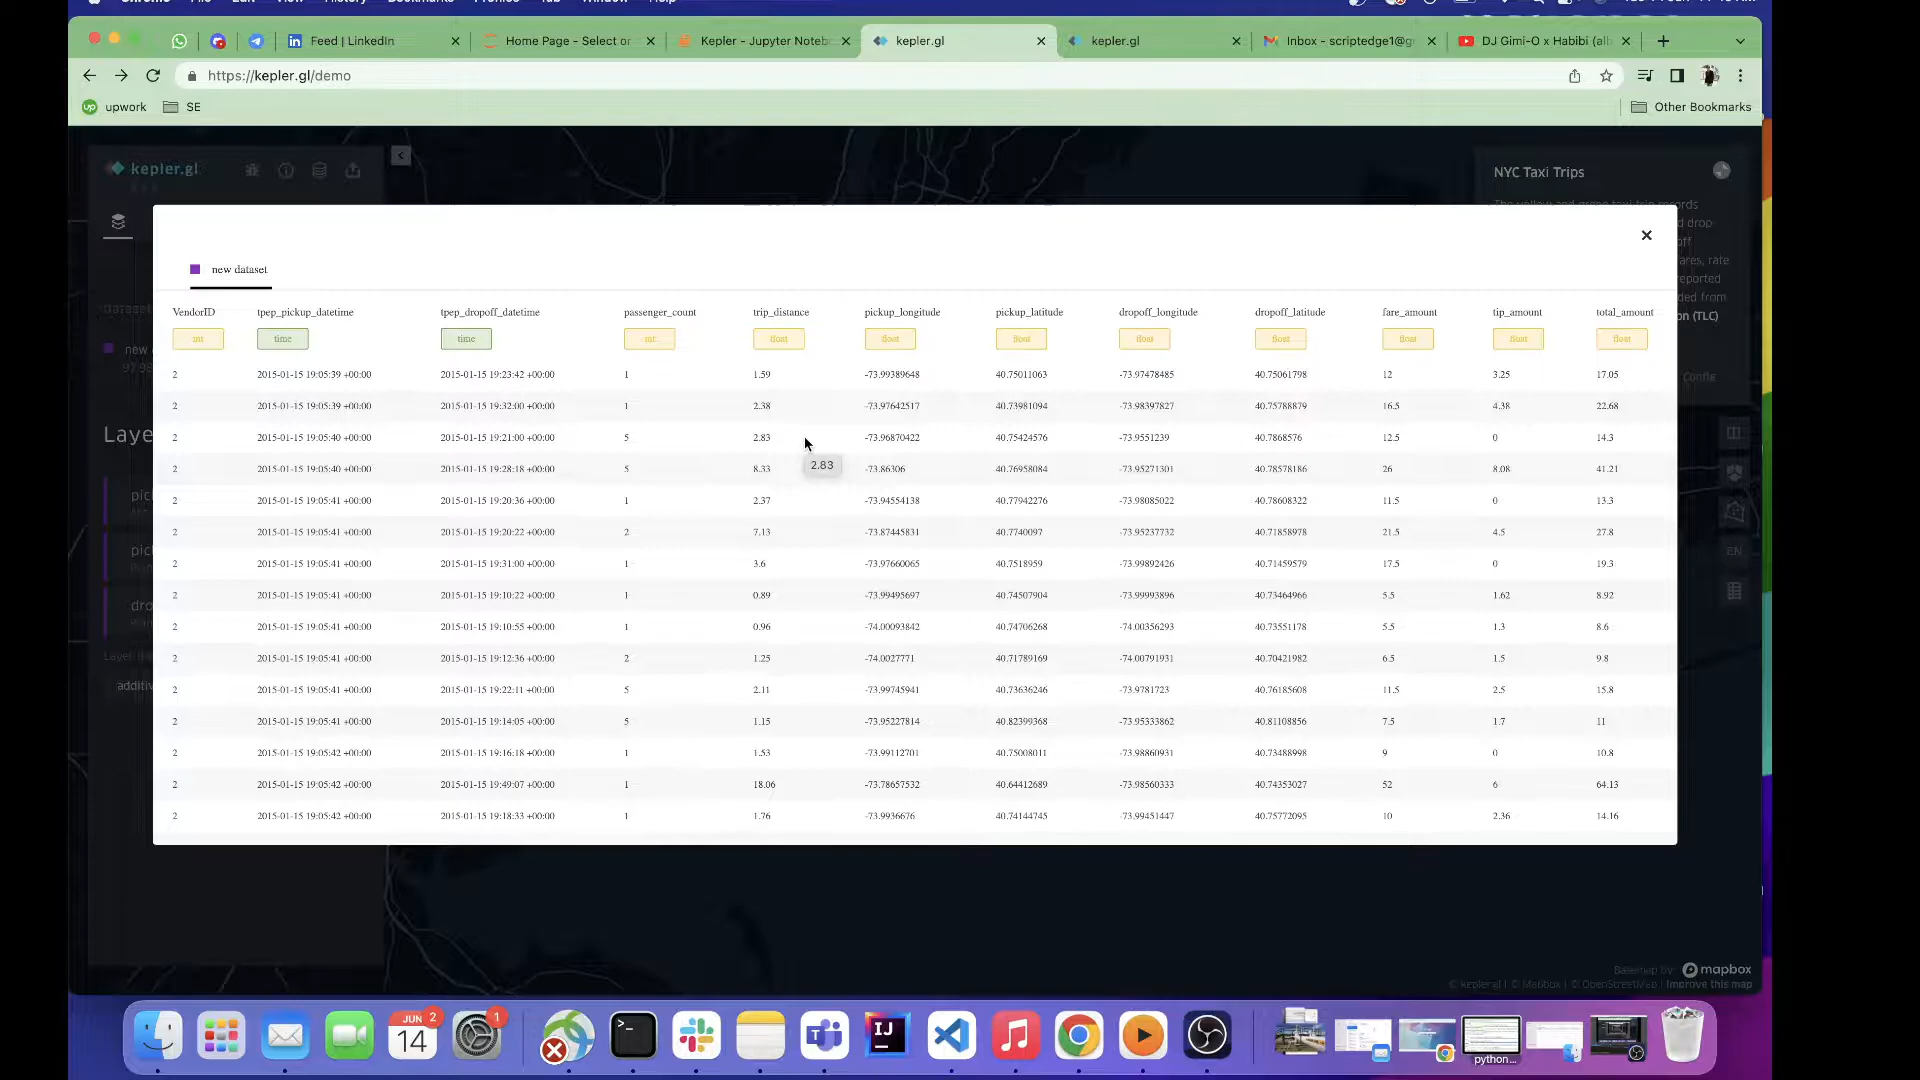 Feed | LinkedIn
Home Page - Select or
Kepler - Jupyter Noteb
kepler.gl
kepler.gl
Inbox - scriptedge1@g
DJ Gimi-O x Habibi (alb
https://kepler.gl/demo
upwork
SE
Other Bookmarks
kepler.gl
NYC Taxi Trips
new dataset
VendorID tpep_pickup_datetime tpep_dropoff_datetime passenger_count trip_distance pickup_longitude pickup_latitude dropoff_longitude dropoff_latitude fare_amount tip_amount total_amount
int time time int float float float float float float float float
2 2015-01-15 19:05:39 +00:00 2015-01-15 19:23:42 +00:00 1 1.59 -73.99389648 40.75011063 -73.97478485 40.75061798 12 3.25 17.05
2 2015-01-15 19:05:39 +00:00 2015-01-15 19:32:00 +00:00 1 2.38 -73.97642517 40.73981094 -73.98397827 40.75788879 16.5 4.38 22.68
2 2015-01-15 19:05:40 +00:00 2015-01-15 19:21:00 +00:00 5 2.83 -73.96870422 40.75424576 -73.9551239 40.7868576 12.5 0 14.3
2.83
2 2015-01-15 19:05:40 +00:00 2015-01-15 19:28:18 +00:00 5 8.33 -73.86306 40.76958084 -73.95271301 40.78578186 26 8.08 41.21
2 2015-01-15 19:05:41 +00:00 2015-01-15 19:20:36 +00:00 1 2.37 -73.94554138 40.77942276 -73.98085022 40.78608322 11.5 0 13.3
2 2015-01-15 19:05:41 +00:00 2015-01-15 19:20:22 +00:00 2 7.13 -73.87445831 40.7740097 -73.95237732 40.71858978 21.5 4.5 27.8
2 2015-01-15 19:05:41 +00:00 2015-01-15 19:31:00 +00:00 1 3.6 -73.97660065 40.7518959 -73.99892426 40.71459579 17.5 0 19.3
2 2015-01-15 19:05:41 +00:00 2015-01-15 19:10:22 +00:00 1 0.89 -73.99495697 40.74507904 -73.99993896 40.73464966 5.5 1.62 8.92
2 2015-01-15 19:05:41 +00:00 2015-01-15 19:10:55 +00:00 1 0.96 -74.00093842 40.74706268 -74.00356293 40.73551178 5.5 1.3 8.6
2 2015-01-15 19:05:41 +00:00 2015-01-15 19:12:36 +00:00 2 1.25 -74.0027771 40.71789169 -74.00791931 40.70421982 6.5 1.5 9.8
2 2015-01-15 19:05:41 +00:00 2015-01-15 19:22:11 +00:00 5 2.11 -73.99745941 40.73636246 -73.9781723 40.76185608 11.5 2.5 15.8
2 2015-01-15 19:05:41 +00:00 2015-01-15 19:14:05 +00:00 5 1.15 -73.95227814 40.82399368 -73.95333862 40.81108856 7.5 1.7 11
2 2015-01-15 19:05:42 +00:00 2015-01-15 19:16:18 +00:00 1 1.53 -73.99112701 40.75008011 -73.98860931 40.73488998 9 0 10.8
2 2015-01-15 19:05:42 +00:00 2015-01-15 19:49:07 +00:00 1 18.06 -73.78657532 40.64412689 -73.98560333 40.74353027 52 6 64.13
2 2015-01-15 19:05:42 +00:00 2015-01-15 19:18:33 +00:00 1 1.76 -73.9936676 40.74144745 -73.99451447 40.75772095 10 2.36 14.16
Laye
pic
pic
dro
additiv
ares, rate
reported
ded from
on (TLC)
EN
Basemap by: mapbox
© kepler.gl | © Mapbox | © OpenStreetMap | Improve this map
JUN
14
2
1
IJ
python...